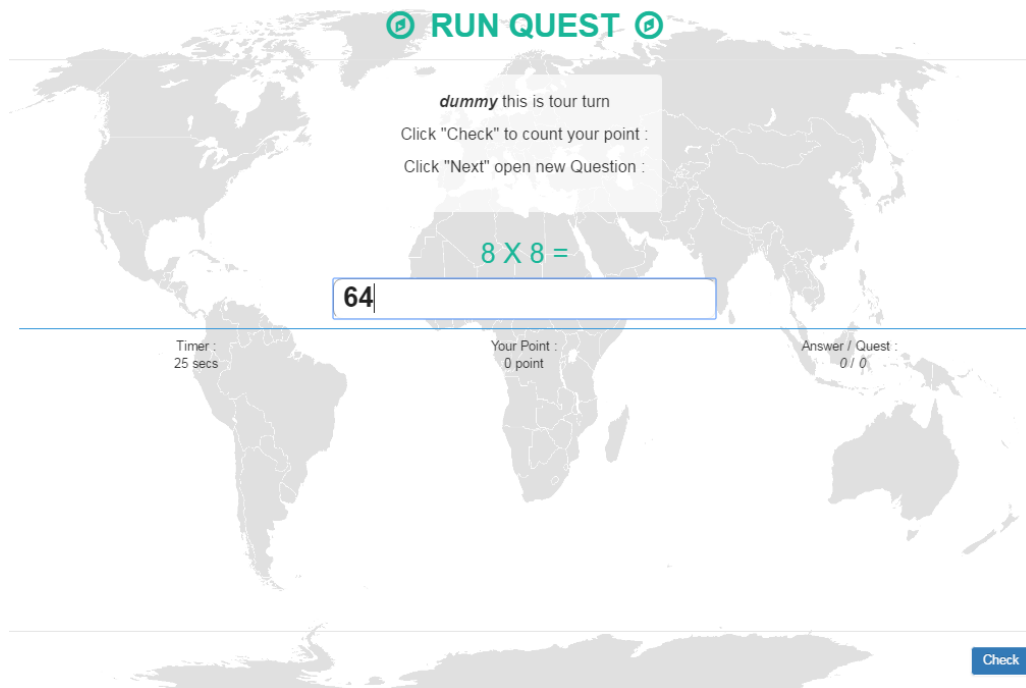 RUN QUEST
dummy this is tour turn
Click "Check" to count your point :
Click "Next" open new Question :
8 X 8 =
64
Timer :
25 secs
Your Point :
0 point
Answer / Quest :
0 / 0
Check